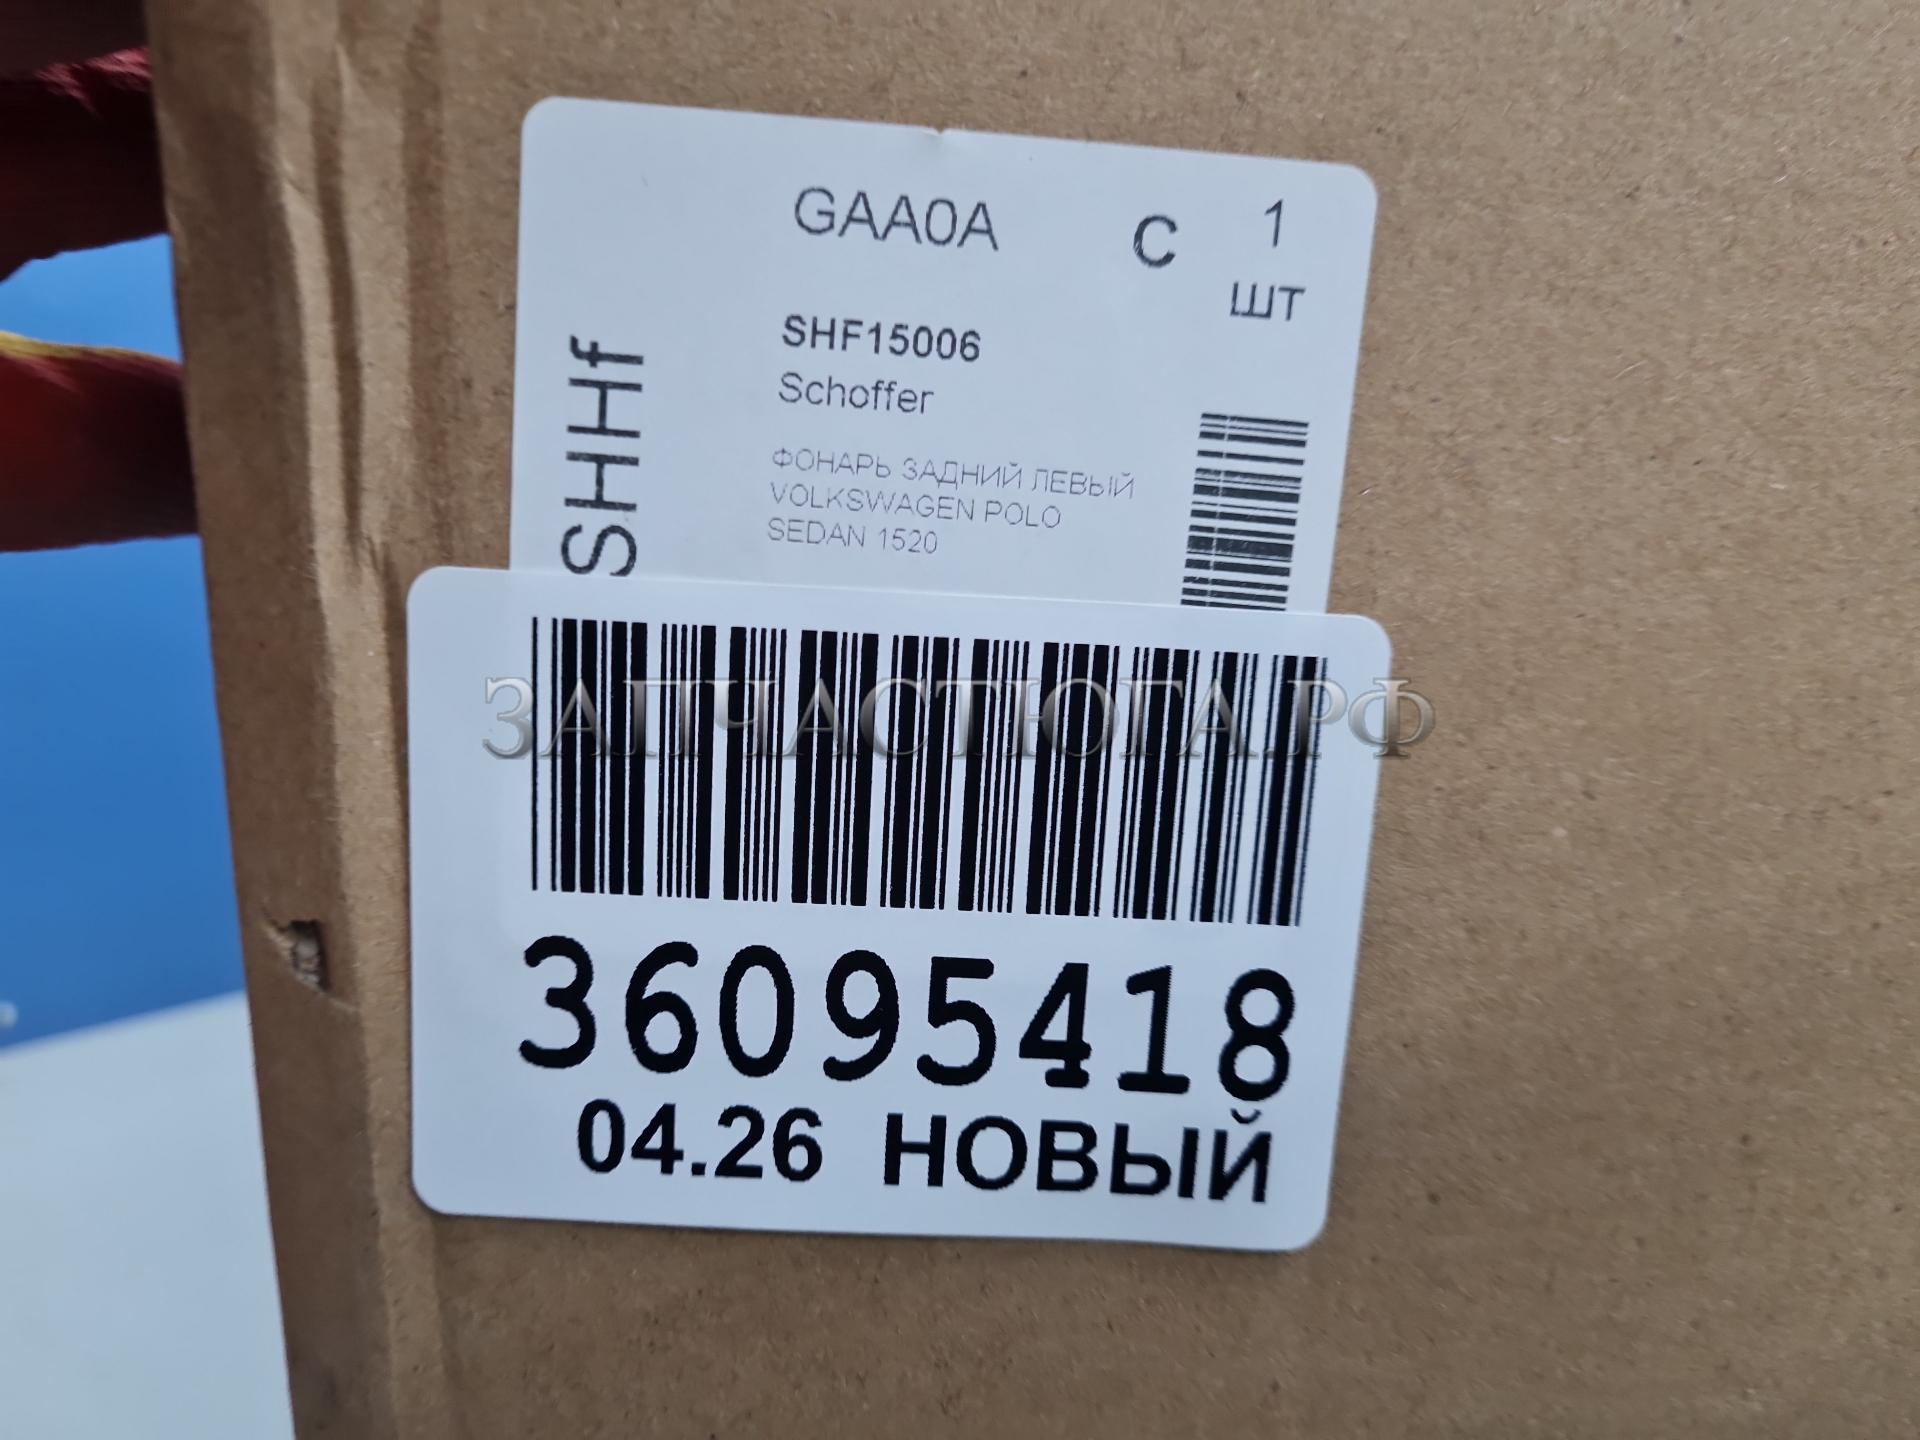 GAA0A C 1
ШТ
SHHf
SHF15006
Schoffer
ФОНАРЬ ЗАДНИЙ ЛЕВЫЙ
VOLKSWAGEN POLO
SEDAN 1520
ЗАПЧАСТЮГА.РФ
36095418
04.26 НОВЫЙ